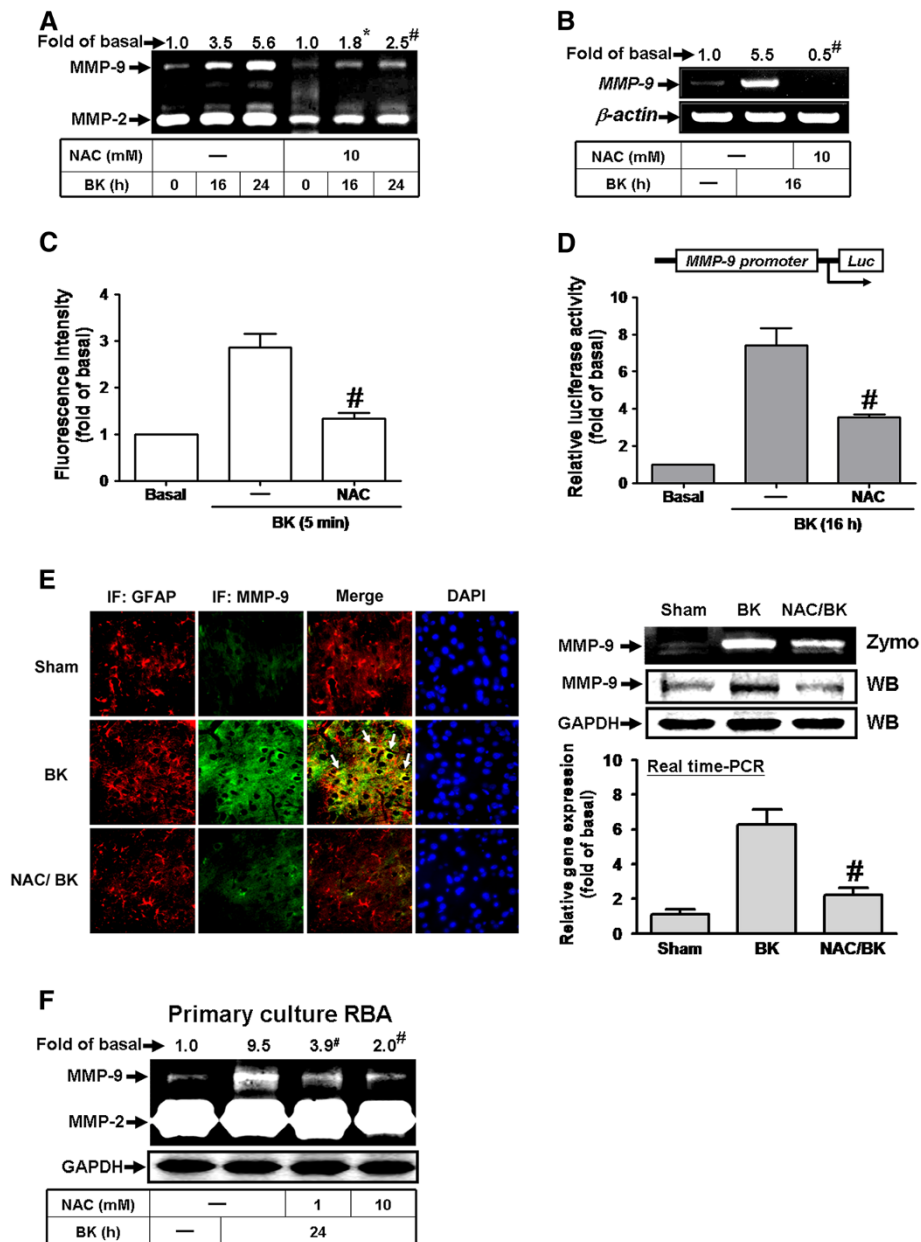 A
Fold of basal 1.0 3.5 5.6 1.0 1.8* 2.5#
MMP-9
MMP-2
NAC (mM) — 10
BK (h) 0 16 24 0 16 24
B
Fold of basal 1.0 5.5 0.5#
MMP-9
β-actin
NAC (mM) — 10
BK (h) — 16
C
Fluorescence Intensity
(fold of basal)
4
3
2
1
0
#
Basal — NAC
BK (5 min)
D
MMP-9 promoter Luc
Relative luciferase activity
(fold of basal)
10
8
6
4
2
0
#
Basal — NAC
BK (16 h)
E
IF: GFAP IF: MMP-9 Merge DAPI
Sham
BK
NAC/ BK
Sham BK NAC/BK
MMP-9 Zymo
MMP-9 WB
GAPDH WB
Real time-PCR
Relative gene expression
(fold of basal)
10
8
6
4
2
0
#
Sham BK NAC/BK
F
Primary culture RBA
Fold of basal 1.0 9.5 3.9# 2.0#
MMP-9
MMP-2
GAPDH
NAC (mM) — 1 10
BK (h) — 24